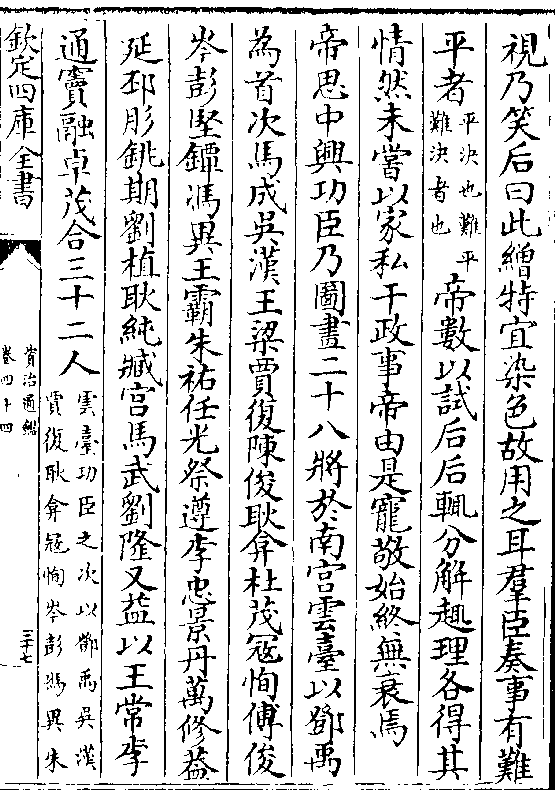 視乃笑后曰此繒特宜染色故用之耳羣臣奏事有難
平者平決也難平難決者也帝數以試后后輒分解趣理各得其
情然未嘗以家私干政事帝由是寵敬始終無衰焉
帝思中興功臣乃圖畫二十八將於南宫雲臺以鄧禹
為首次馬成吳漢王梁賈復陳俊耿弇杜茂冦恂傅俊
岑彭堅鐔馮異王霸朱祐任光祭遵李忠景丹萬修葢
延邳彤銚期劉植耿純臧宫馬武劉隆又益以王常李
通竇融卓茂合三十二人雲臺功臣之次以鄧禹吳漢賈復耿弇冦恂岑彭馮異朱
欽定四庫全書
資治通鑑
卷四十四
三十七